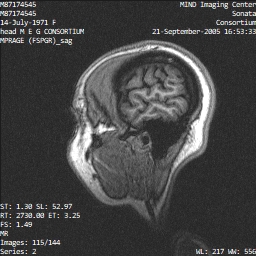 M87174545
M87174545
14-July-1971 F
head M E G CONSORTIUM
MPRAGE (FSPGR)_sag
MIND Imaging Center
Sonata
Consortium
21-September-2005 16:53:33
ST: 1.30 SL: 52.97
RT: 2730.00 ET: 3.25
FS: 1.49
MR
Images: 115/144
Series: 2
WL: 217 WW: 556